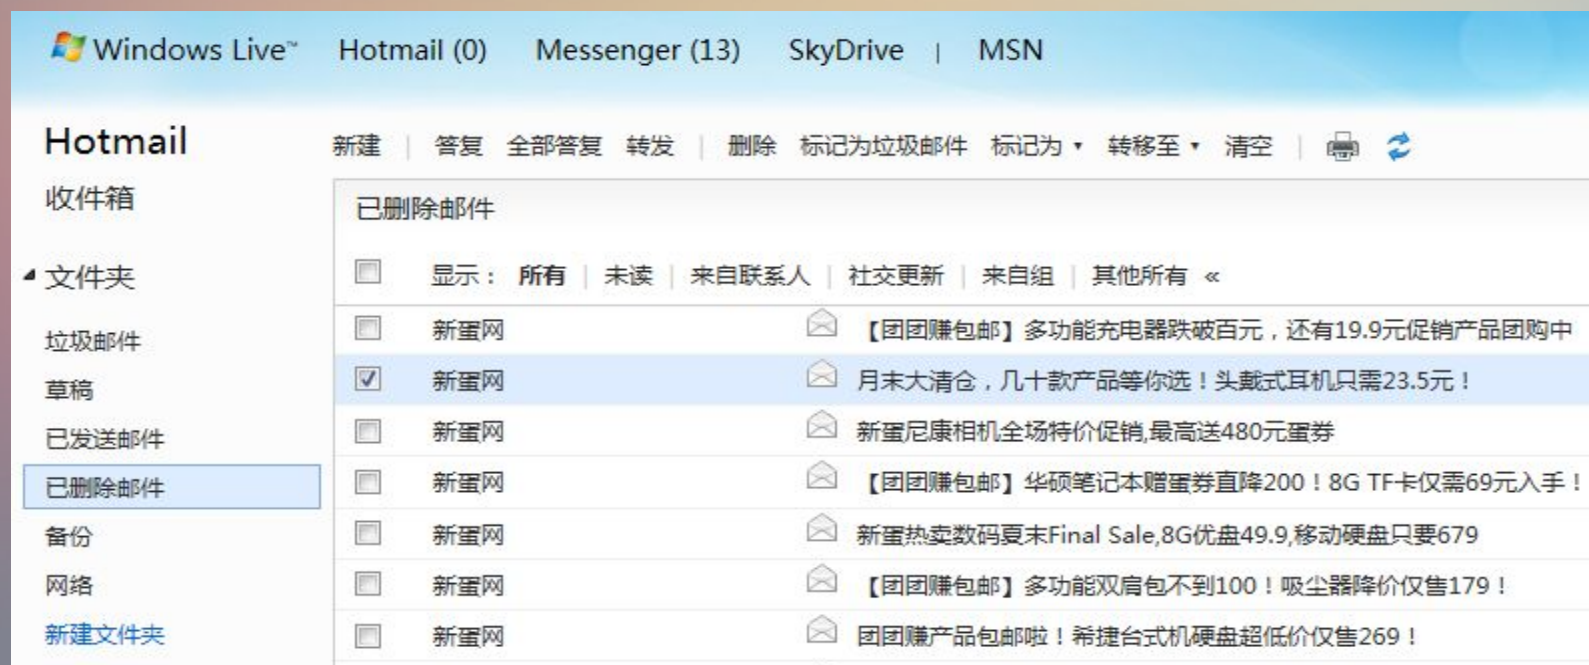 Windows Live™ Hotmail (0) Messenger (13) SkyDrive | MSN
Hotmail
新建 | 答复 全部答复 转发 | 删除 标记为垃圾邮件 标记为 转移至 清空 |
收件箱
已删除邮件
文件夹
显示： 所有 | 未读 | 来自联系人 | 社交更新 | 来自组 | 其他所有 «
垃圾邮件
草稿
已发送邮件
已删除邮件
备份
网络
新建文件夹
新蛋网 【团团赚包邮】多功能充电器跌破百元，还有19.9元促销产品团购中
新蛋网 月末大清仓，几十款产品等你选！头戴式耳机只需23.5元！
新蛋网 新蛋尼康相机全场特价促销,最高送480元蛋券
新蛋网 【团团赚包邮】华硕笔记本赠蛋券直降200！8G TF卡仅需69元入手！
新蛋网 新蛋热卖数码夏末Final Sale,8G优盘49.9,移动硬盘只要679
新蛋网 【团团赚包邮】多功能双肩包不到100！吸尘器降价仅售179！
新蛋网 团团赚产品包邮啦！希捷台式机硬盘超低价仅售269！